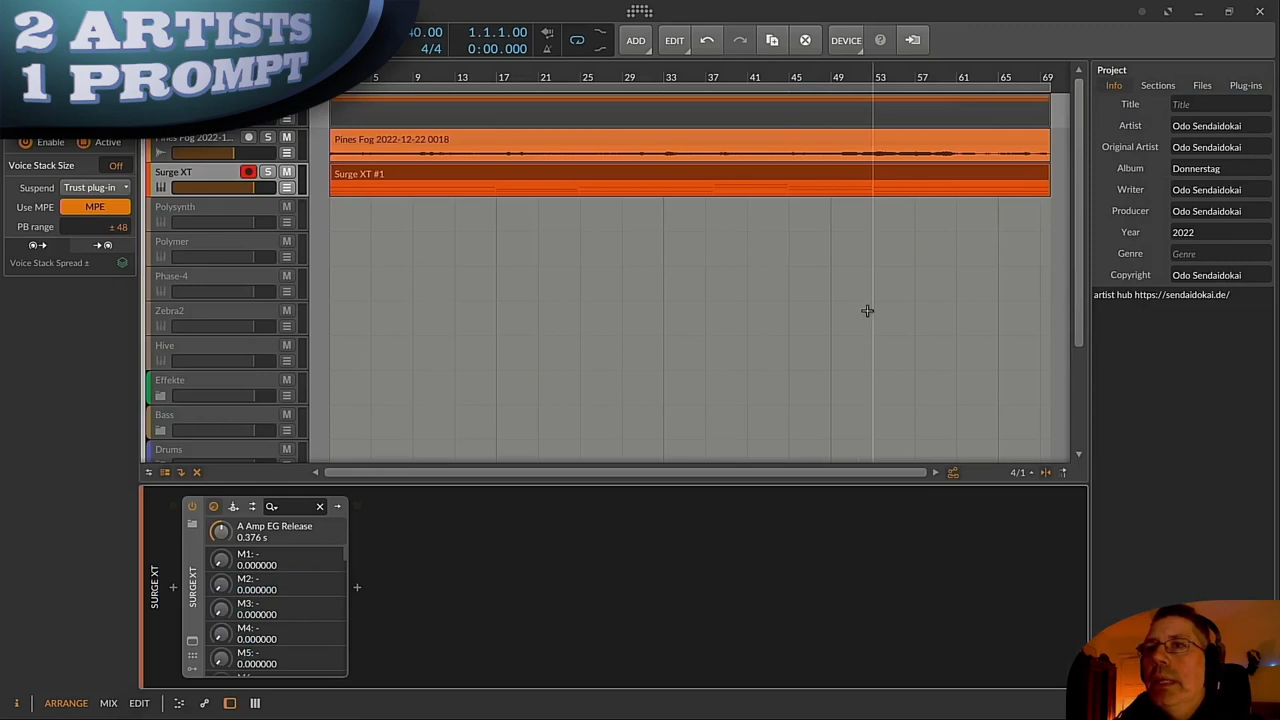 2 ARTISTS
1 PROMPT
40.00
4/4
1.1.1.00
0:00.000
ADD
EDIT
DEVICE
5 9 13 17 21 25 29 33 37 41 45 49 53 57 61 65 69
Enable
Active
Voice Stack Size Off
Suspend Trust plug-in
Use MPE MPE
PB range ± 48
Voice Stack Spread ±
Pines Fog 2022-1... S M
Surge XT S M
Polysynth M
Polymer M
Phase-4 M
Zebra2 M
Hive M
Effekte M
Bass M
Drums M
Pines Fog 2022-12-22 0018
Surge XT #1
4/1
Project
Info Sections Files Plug-ins
Title Title
Artist Odo Sendaidokai
Original Artist Odo Sendaidokai
Album Donnerstag
Writer Odo Sendaidokai
Producer Odo Sendaidokai
Year 2022
Genre Genre
Copyright Odo Sendaidokai
artist hub https://sendaidokai.de/
SURGE XT
SURGE XT
A Amp EG Release
0.376 s
M1: -
0.000000
M2: -
0.000000
M3: -
0.000000
M4: -
0.000000
M5: -
0.000000
i ARRANGE MIX EDIT